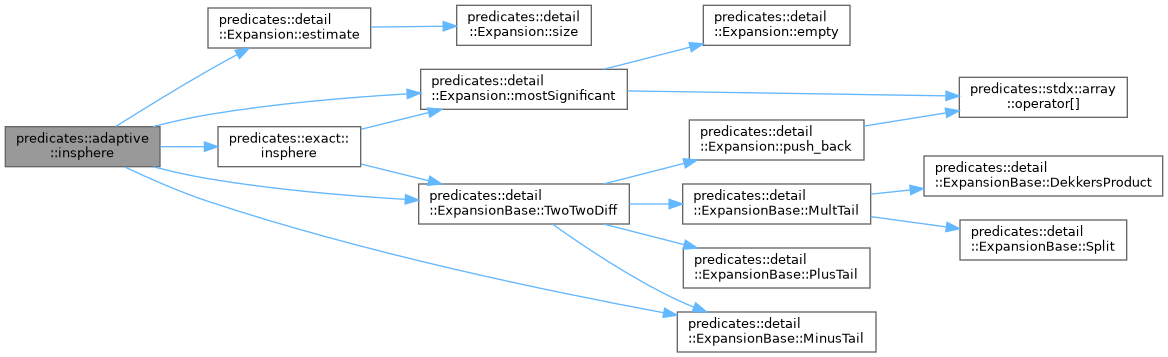 predicates::adaptive
::insphere
predicates::detail
::Expansion::estimate
predicates::detail
::Expansion::size
predicates::detail
::Expansion::mostSignificant
predicates::detail
::Expansion::empty
predicates::stdx::array
::operator[]
predicates::exact::
insphere
predicates::detail
::ExpansionBase::TwoTwoDiff
predicates::detail
::Expansion::push_back
predicates::detail
::ExpansionBase::MultTail
predicates::detail
::ExpansionBase::DekkersProduct
predicates::detail
::ExpansionBase::Split
predicates::detail
::ExpansionBase::PlusTail
predicates::detail
::ExpansionBase::MinusTail